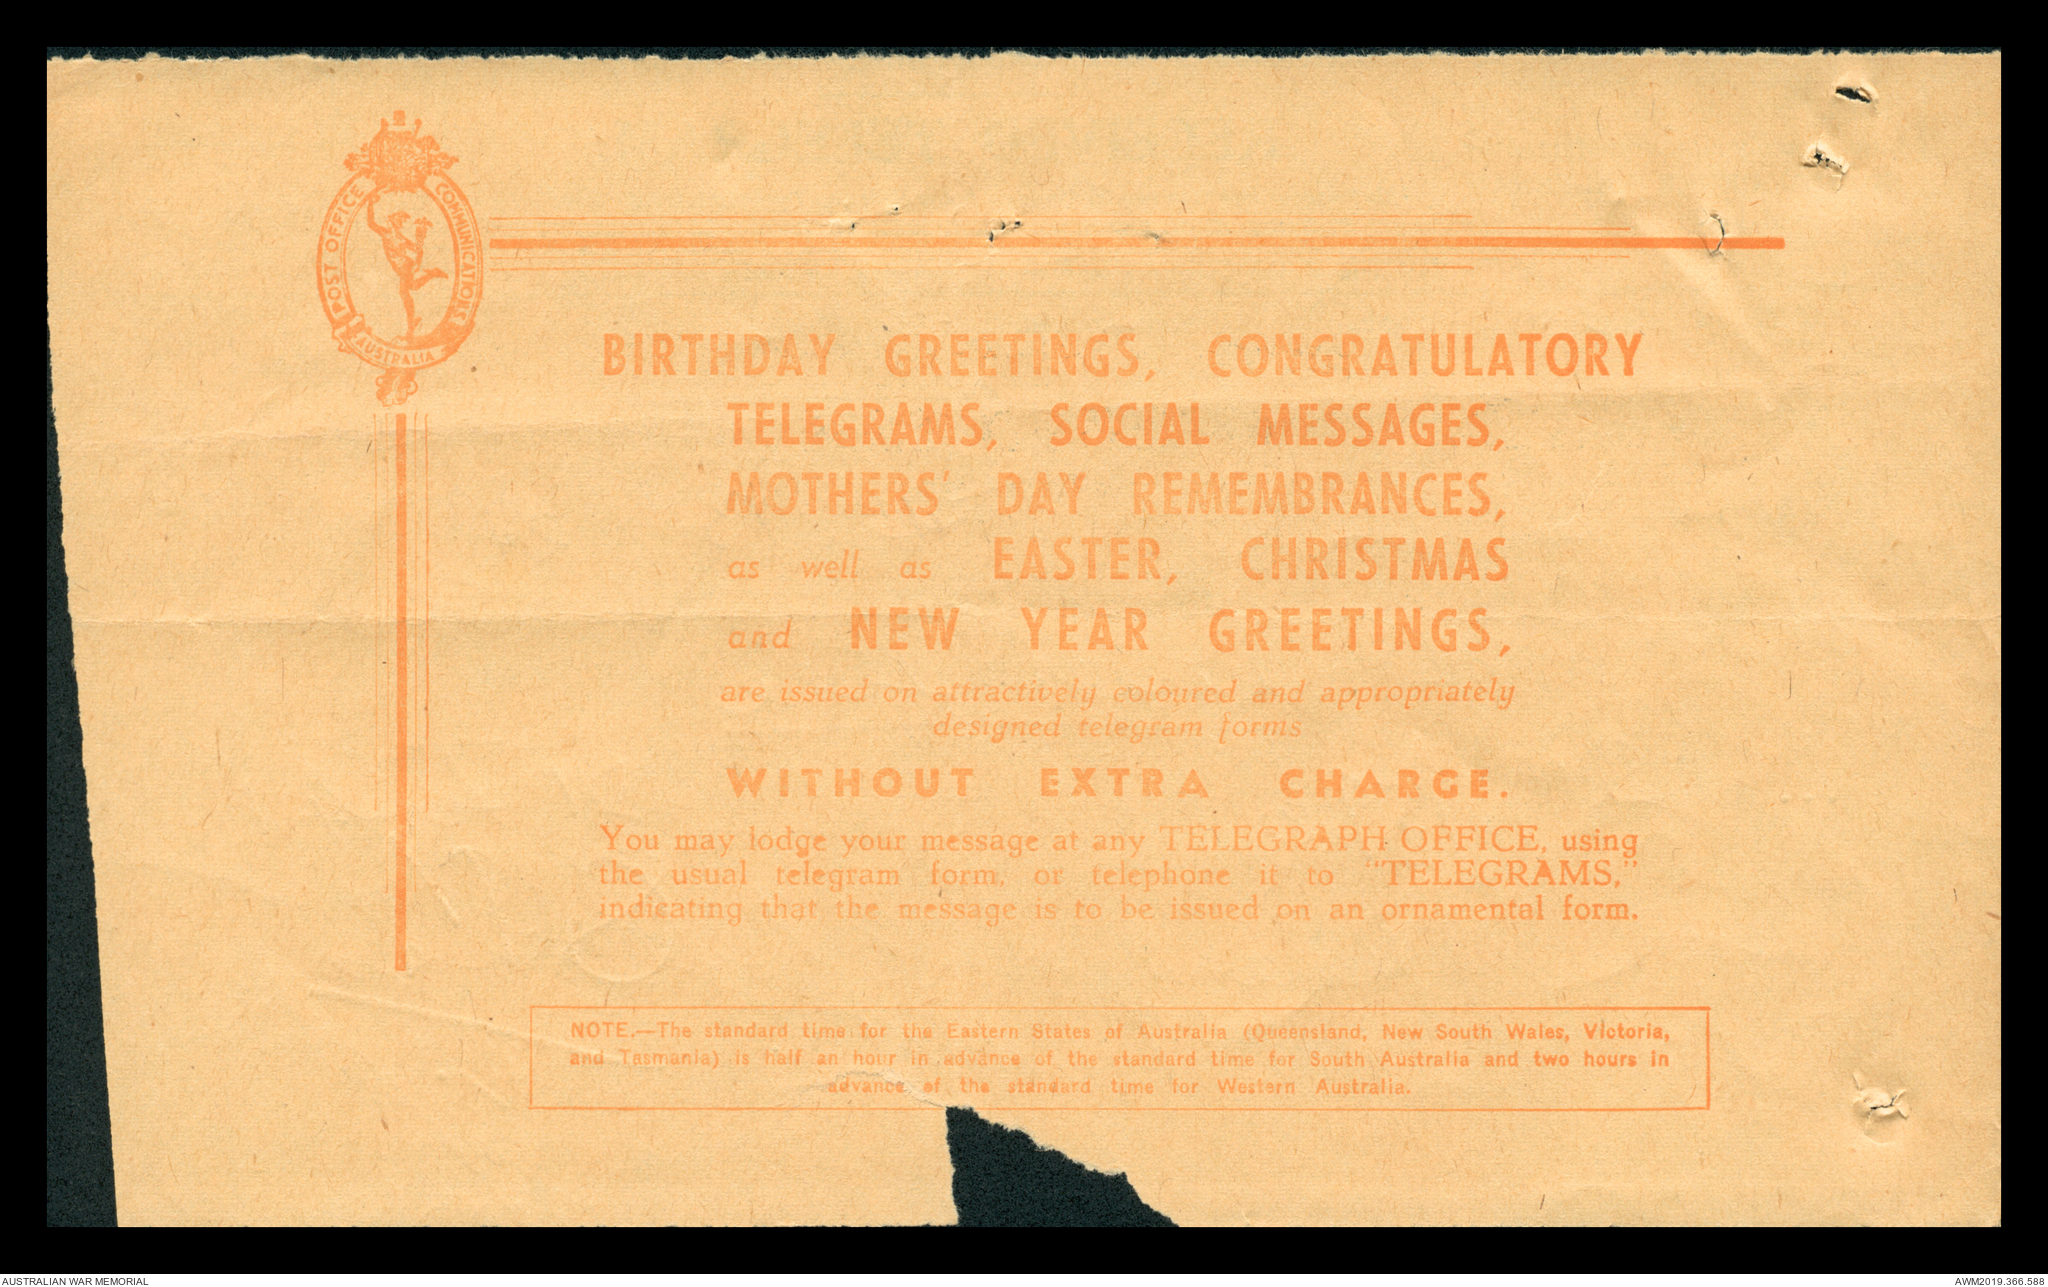 POST OFFICE COMMUNICATIONS
AUSTRALIA
BIRTHDAY GREETINGS, CONGRATULATORY
TELEGRAMS, SOCIAL MESSAGES,
MOTHERS' DAY REMEMBRANCES,
as well as EASTER, CHRISTMAS
and NEW YEAR GREETINGS,
are issued on attractively coloured and appropriately
designed telegram forms
WITHOUT EXTRA CHARGE.
You may lodge your message at any TELEGRAPH OFFICE, using
the usual telegram form, or telephone it to "TELEGRAMS,"
indicating that the message is to be issued on an ornamental form.
NOTE.—The standard time for the Eastern States of Australia (Queensland, New South Wales, Victoria,
and Tasmania) is half an hour in advance of the standard time for South Australia and two hours in
advance of the standard time for Western Australia.
AUSTRALIAN WAR MEMORIAL
AWM2019.366.588